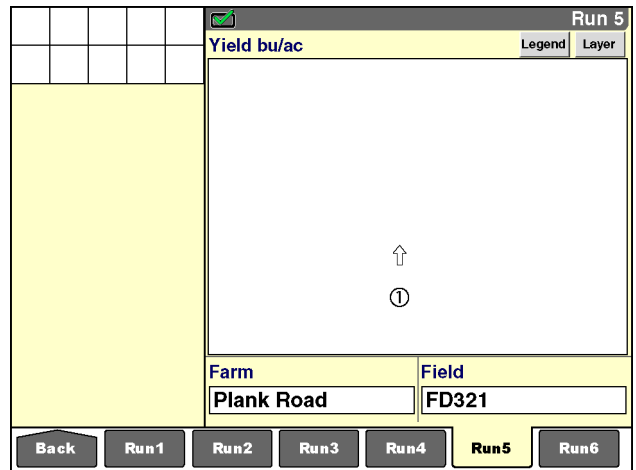 Run 5
Yield bu/ac Legend Layer
①
Farm Field
Plank Road FD321
Back Run1 Run2 Run3 Run4 Run5 Run6